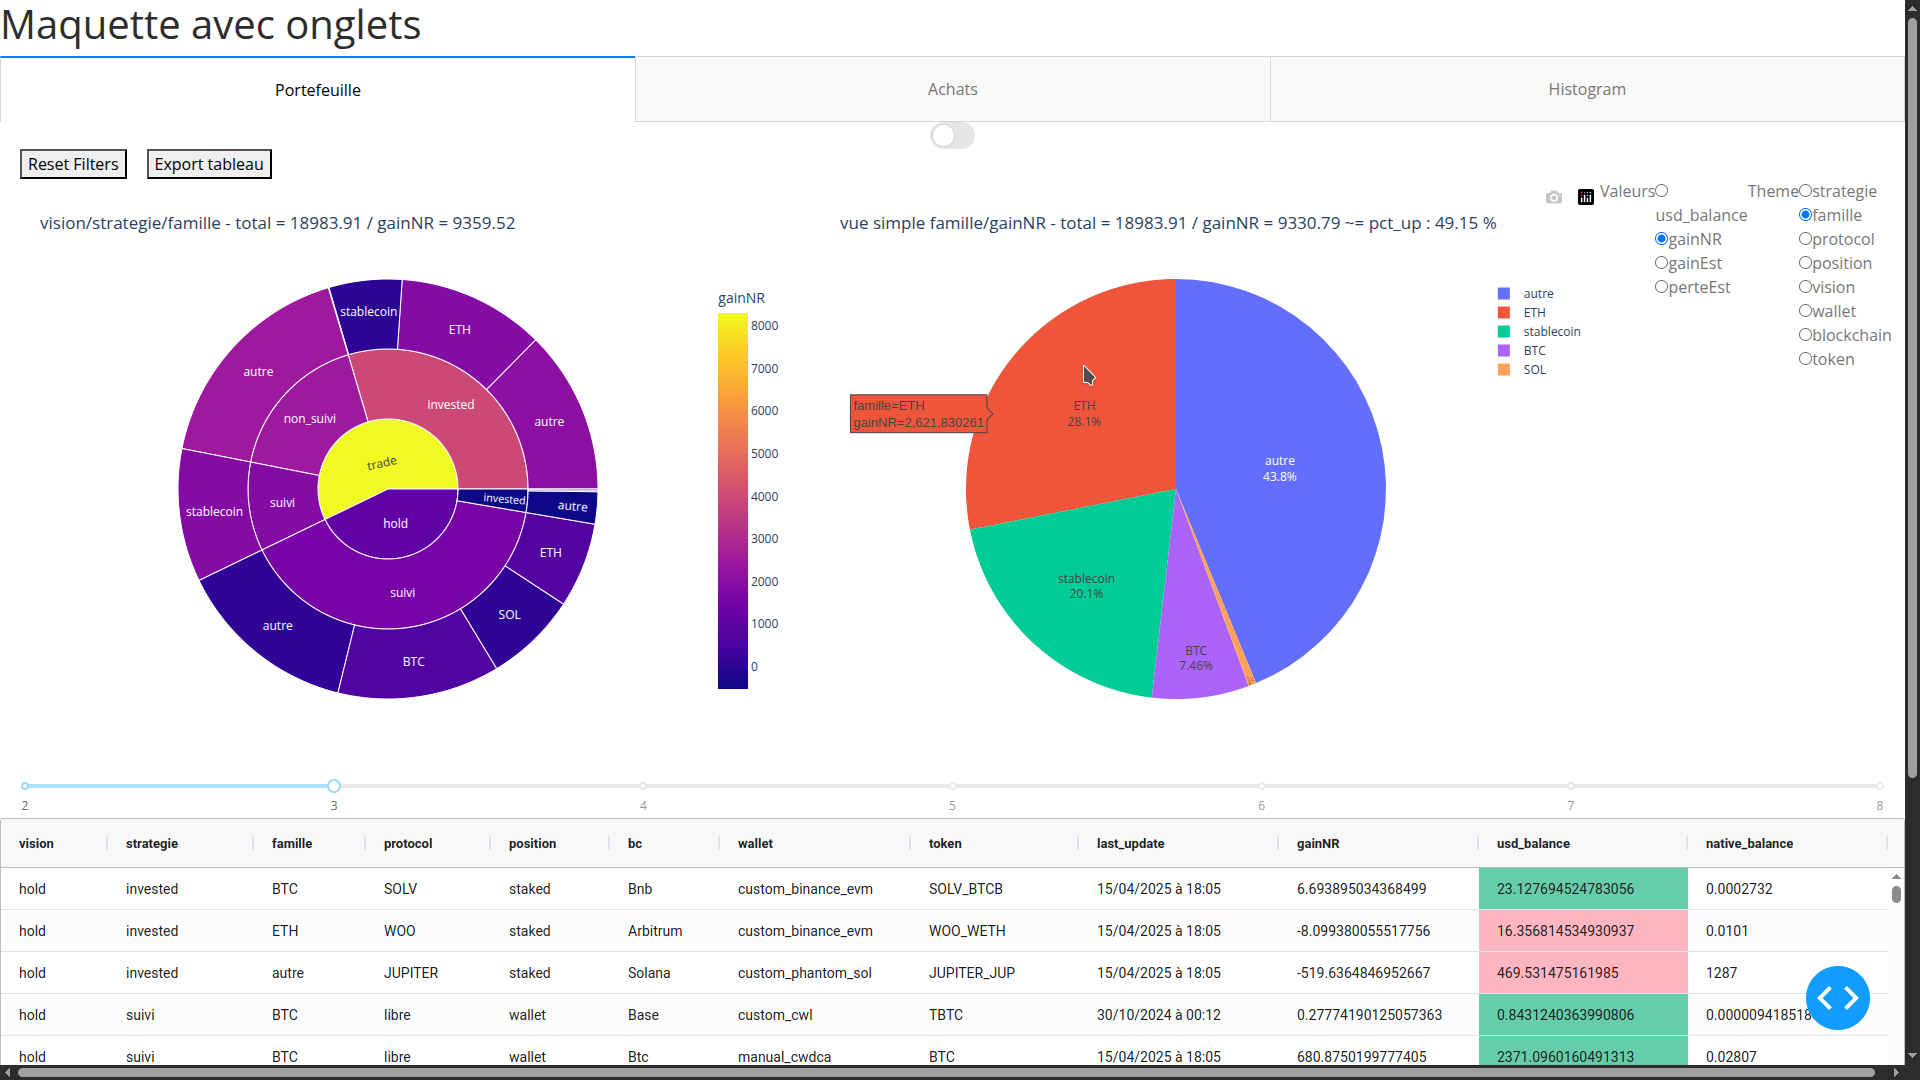 Maquette avec onglets
Portefeuille
Achats
Histogram
Reset Filters
Export tableau
Valeurs
usd_balance
gainNR
gainEst
perteEst
Theme
strategie
famille
protocol
position
vision
wallet
blockchain
token
vision/strategie/famille - total = 18983.91 / gainNR = 9359.52
stablecoin
ETH
autre
autre
non_suivi
invested
trade
suivi
stablecoin
hold
invested
autre
ETH
suivi
SOL
autre
BTC
gainNR
8000
7000
6000
5000
4000
3000
2000
1000
0
vue simple famille/gainNR - total = 18983.91 / gainNR = 9330.79 ~= pct_up : 49.15 %
famille=ETH
gainNR=2,621.830261
ETH
28.1%
autre
43.8%
stablecoin
20.1%
BTC
7.46%
autre
ETH
stablecoin
BTC
SOL
2 3 4 5 6 7 8
vision strategie famille protocol position bc wallet token last_update gainNR usd_balance native_balance
hold invested BTC SOLV staked Bnb custom_binance_evm SOLV_BTCB 15/04/2025 à 18:05 6.693895034368499 23.127694524783056 0.0002732
hold invested ETH WOO staked Arbitrum custom_binance_evm WOO_WETH 15/04/2025 à 18:05 -8.099380055517756 16.356814534930937 0.0101
hold invested autre JUPITER staked Solana custom_phantom_sol JUPITER_JUP 15/04/2025 à 18:05 -519.6364846952667 469.531475161985 1287
hold suivi BTC libre wallet Base custom_cwl TBTC 30/10/2024 à 00:12 0.27774190125057363 0.8431240363990806 0.000009418518
hold suivi BTC libre wallet Btc manual_cwdca BTC 15/04/2025 à 18:05 680.8750199777405 2371.0960160491313 0.02807